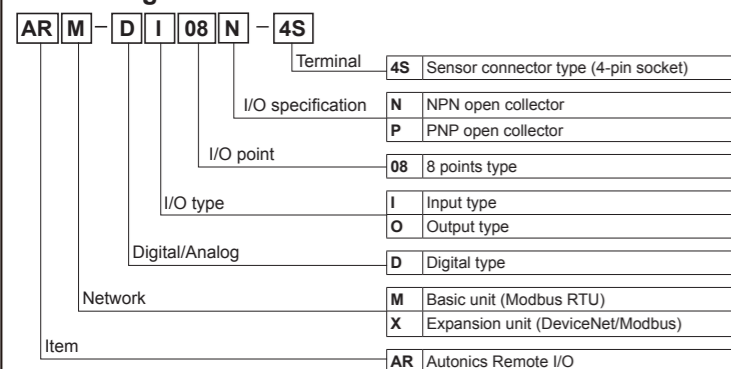 AR M - D I 08 N - 4S
Terminal
4S Sensor connector type (4-pin socket)
I/O specification
N NPN open collector
P PNP open collector
I/O point
08 8 points type
I/O type
I Input type
O Output type
Digital/Analog
D Digital type
Network
M Basic unit (Modbus RTU)
X Expansion unit (DeviceNet/Modbus)
Item
AR Autonics Remote I/O